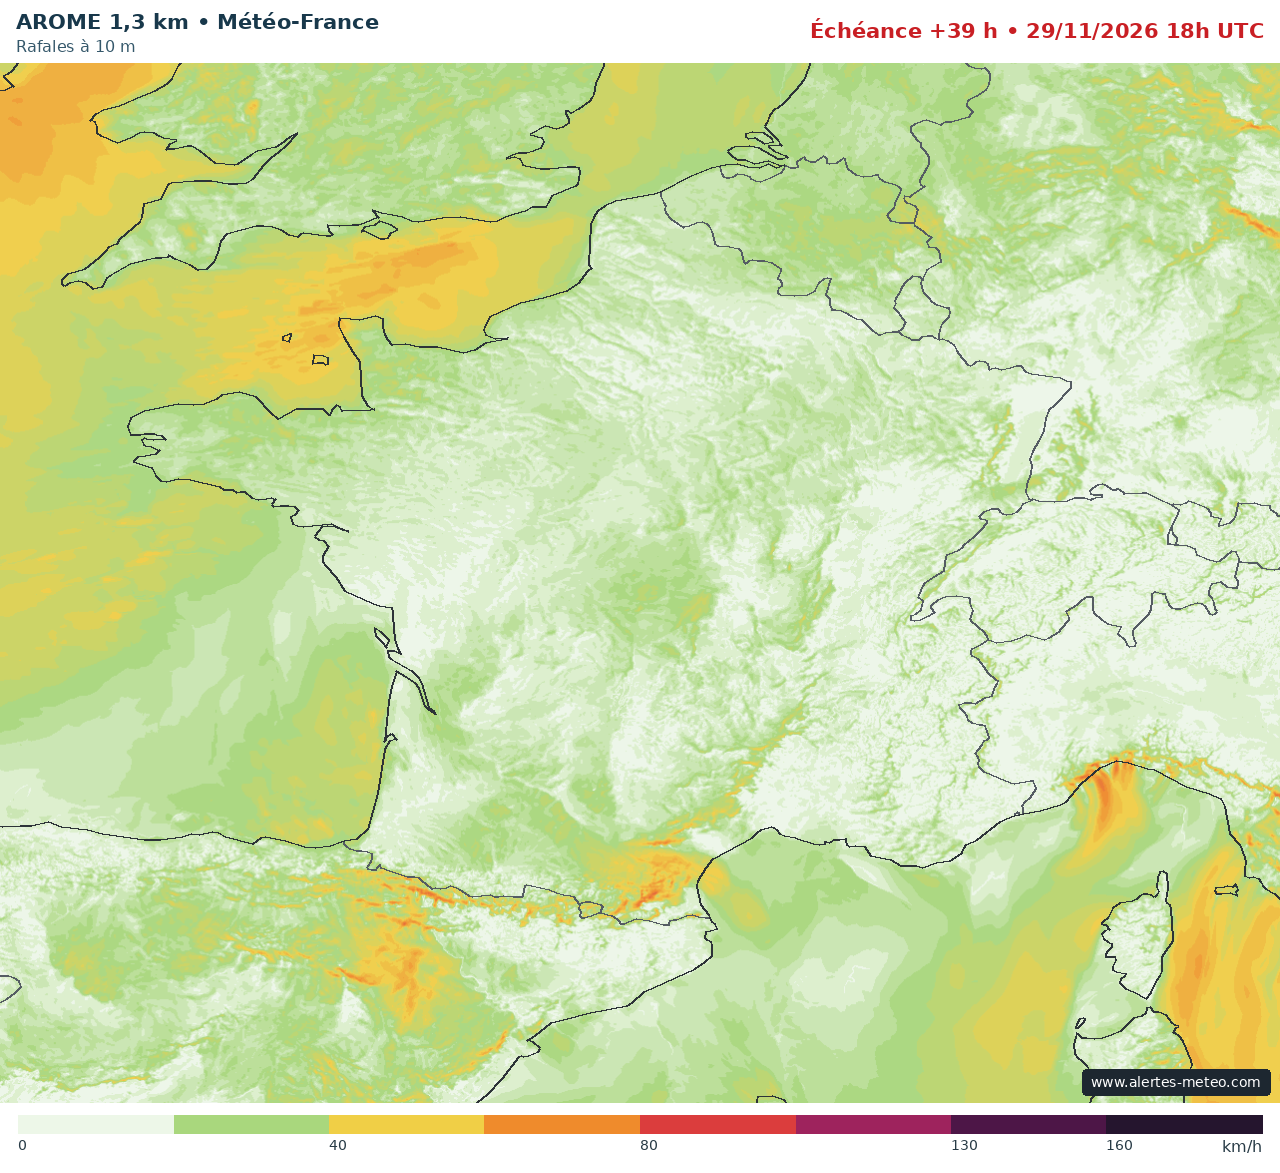 AROME 1,3 km • Météo-France
Rafales à 10 m
Échéance +39 h • 29/11/2026 18h UTC
www.alertes-meteo.com
0 40 80 130 160 km/h